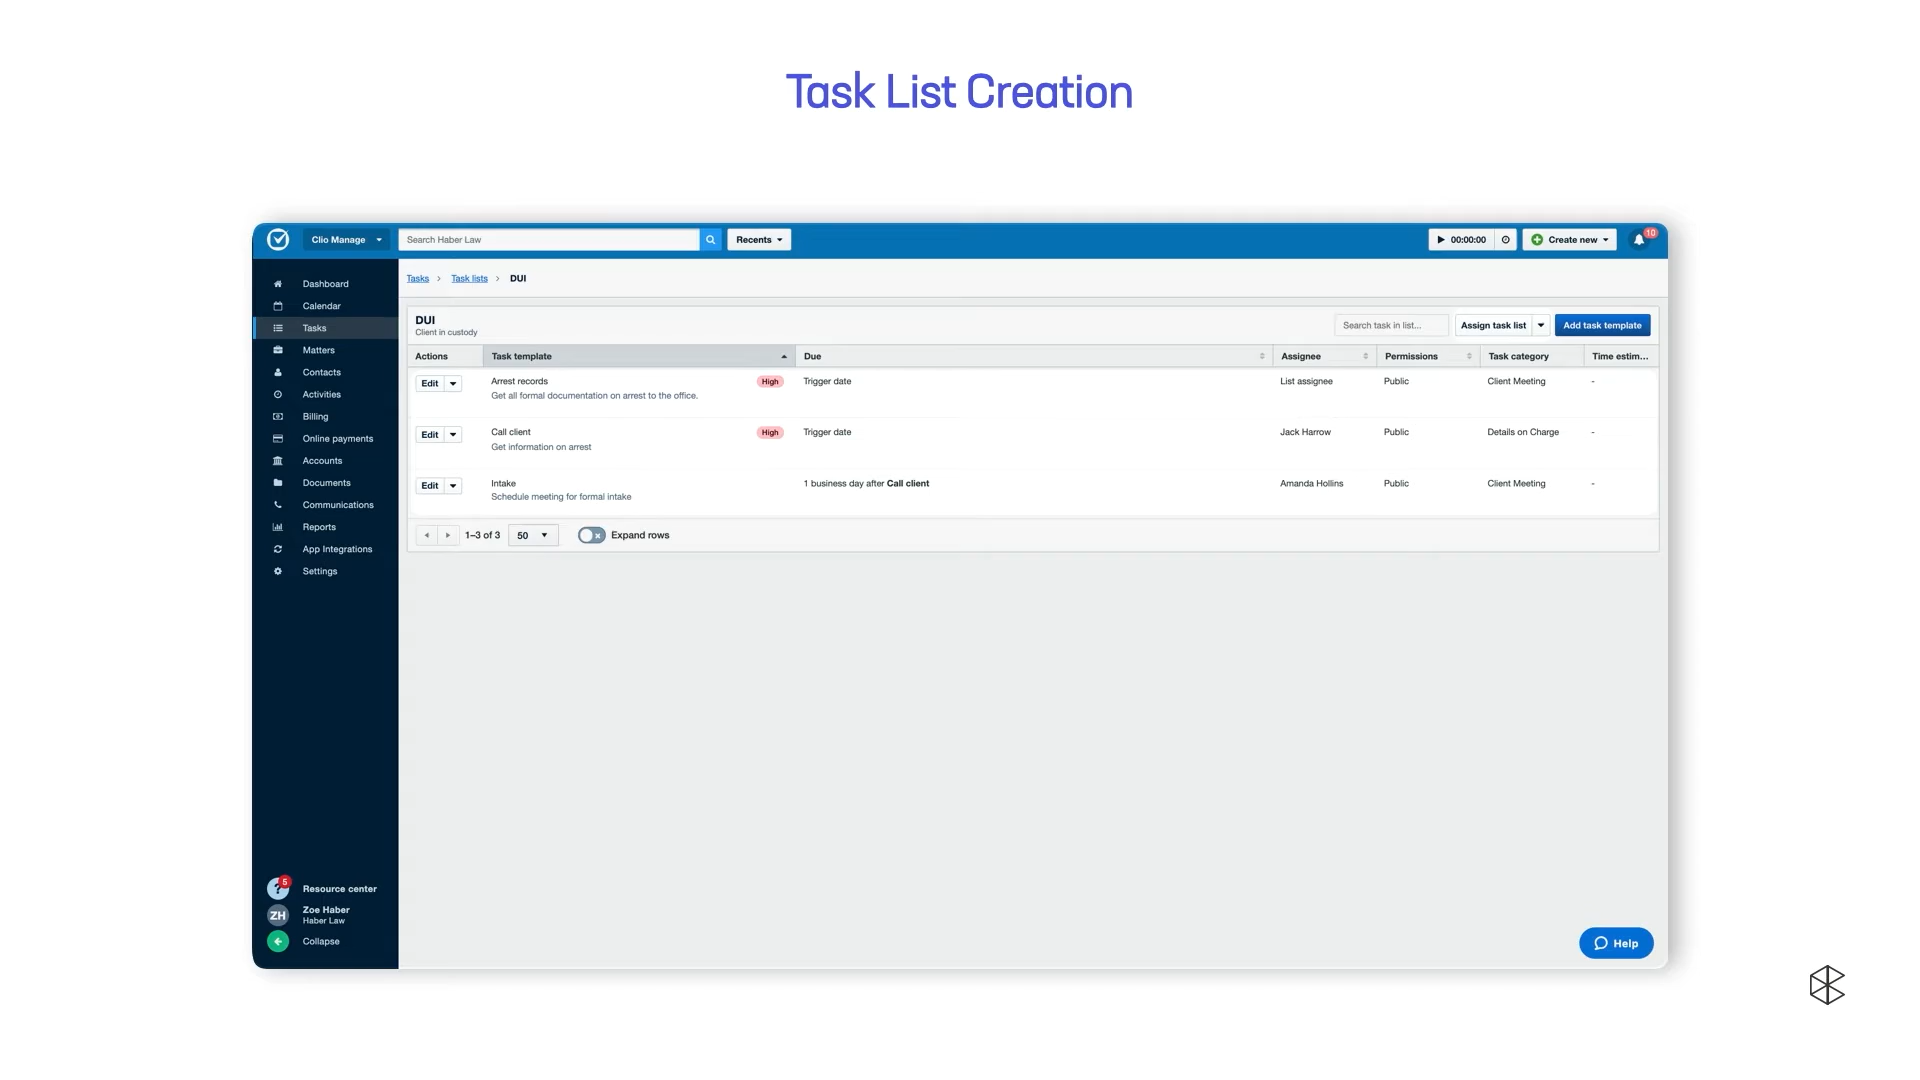 Task List Creation
Clio Manage
Search Haber Law
Recents
00:00:00
Create new
10
Dashboard
Calendar
Tasks
Matters
Contacts
Activities
Billing
Online payments
Accounts
Documents
Communications
Reports
App Integrations
Settings
5
? Resource center
ZH
Zoe Haber
Haber Law
Collapse
Tasks > Task lists > DUI
DUI
Client in custody
Search task in list...
Assign task list
Add task template
Actions Task template Due Assignee Permissions Task category Time estim...
Edit Arrest records High Trigger date List assignee Public Client Meeting -
Get all formal documentation on arrest to the office.
Edit Call client High Trigger date Jack Harrow Public Details on Charge -
Get information on arrest
Edit Intake 1 business day after Call client Amanda Hollins Public Client Meeting -
Schedule meeting for formal intake
1–3 of 3 50 Expand rows
Help